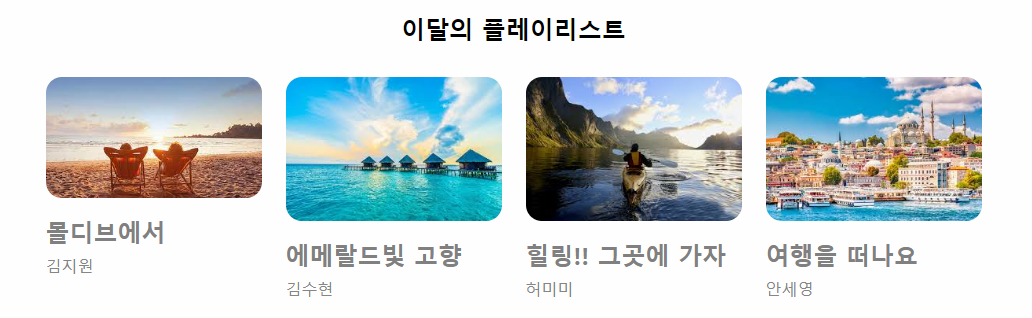 이달의 플레이리스트
몰디브에서
김지원
에메랄드빛 고향
김수현
힐링!! 그곳에 가자
허미미
여행을 떠나요
안세영